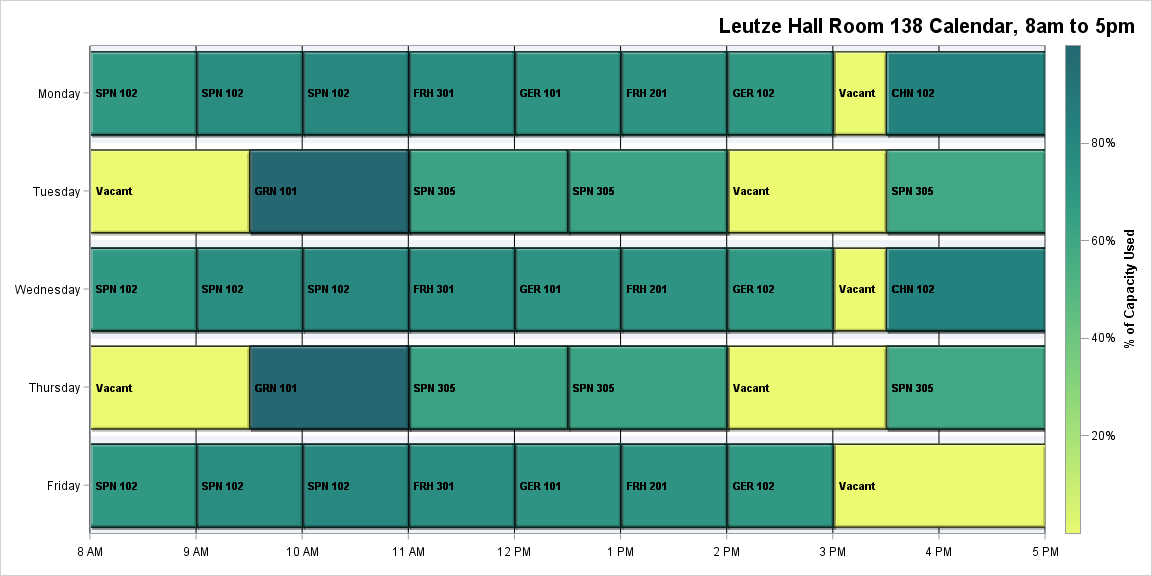 Leutze Hall Room 138 Calendar, 8am to 5pm
Monday
SPN 102
SPN 102
SPN 102
FRH 301
GER 101
FRH 201
GER 102
Vacant
CHN 102
Tuesday
Vacant
GRN 101
SPN 305
SPN 305
Vacant
SPN 305
Wednesday
SPN 102
SPN 102
SPN 102
FRH 301
GER 101
FRH 201
GER 102
Vacant
CHN 102
Thursday
Vacant
GRN 101
SPN 305
SPN 305
Vacant
SPN 305
Friday
SPN 102
SPN 102
SPN 102
FRH 301
GER 101
FRH 201
GER 102
Vacant
8 AM
9 AM
10 AM
11 AM
12 PM
1 PM
2 PM
3 PM
4 PM
5 PM
80%
60%
40%
20%
% of Capacity Used